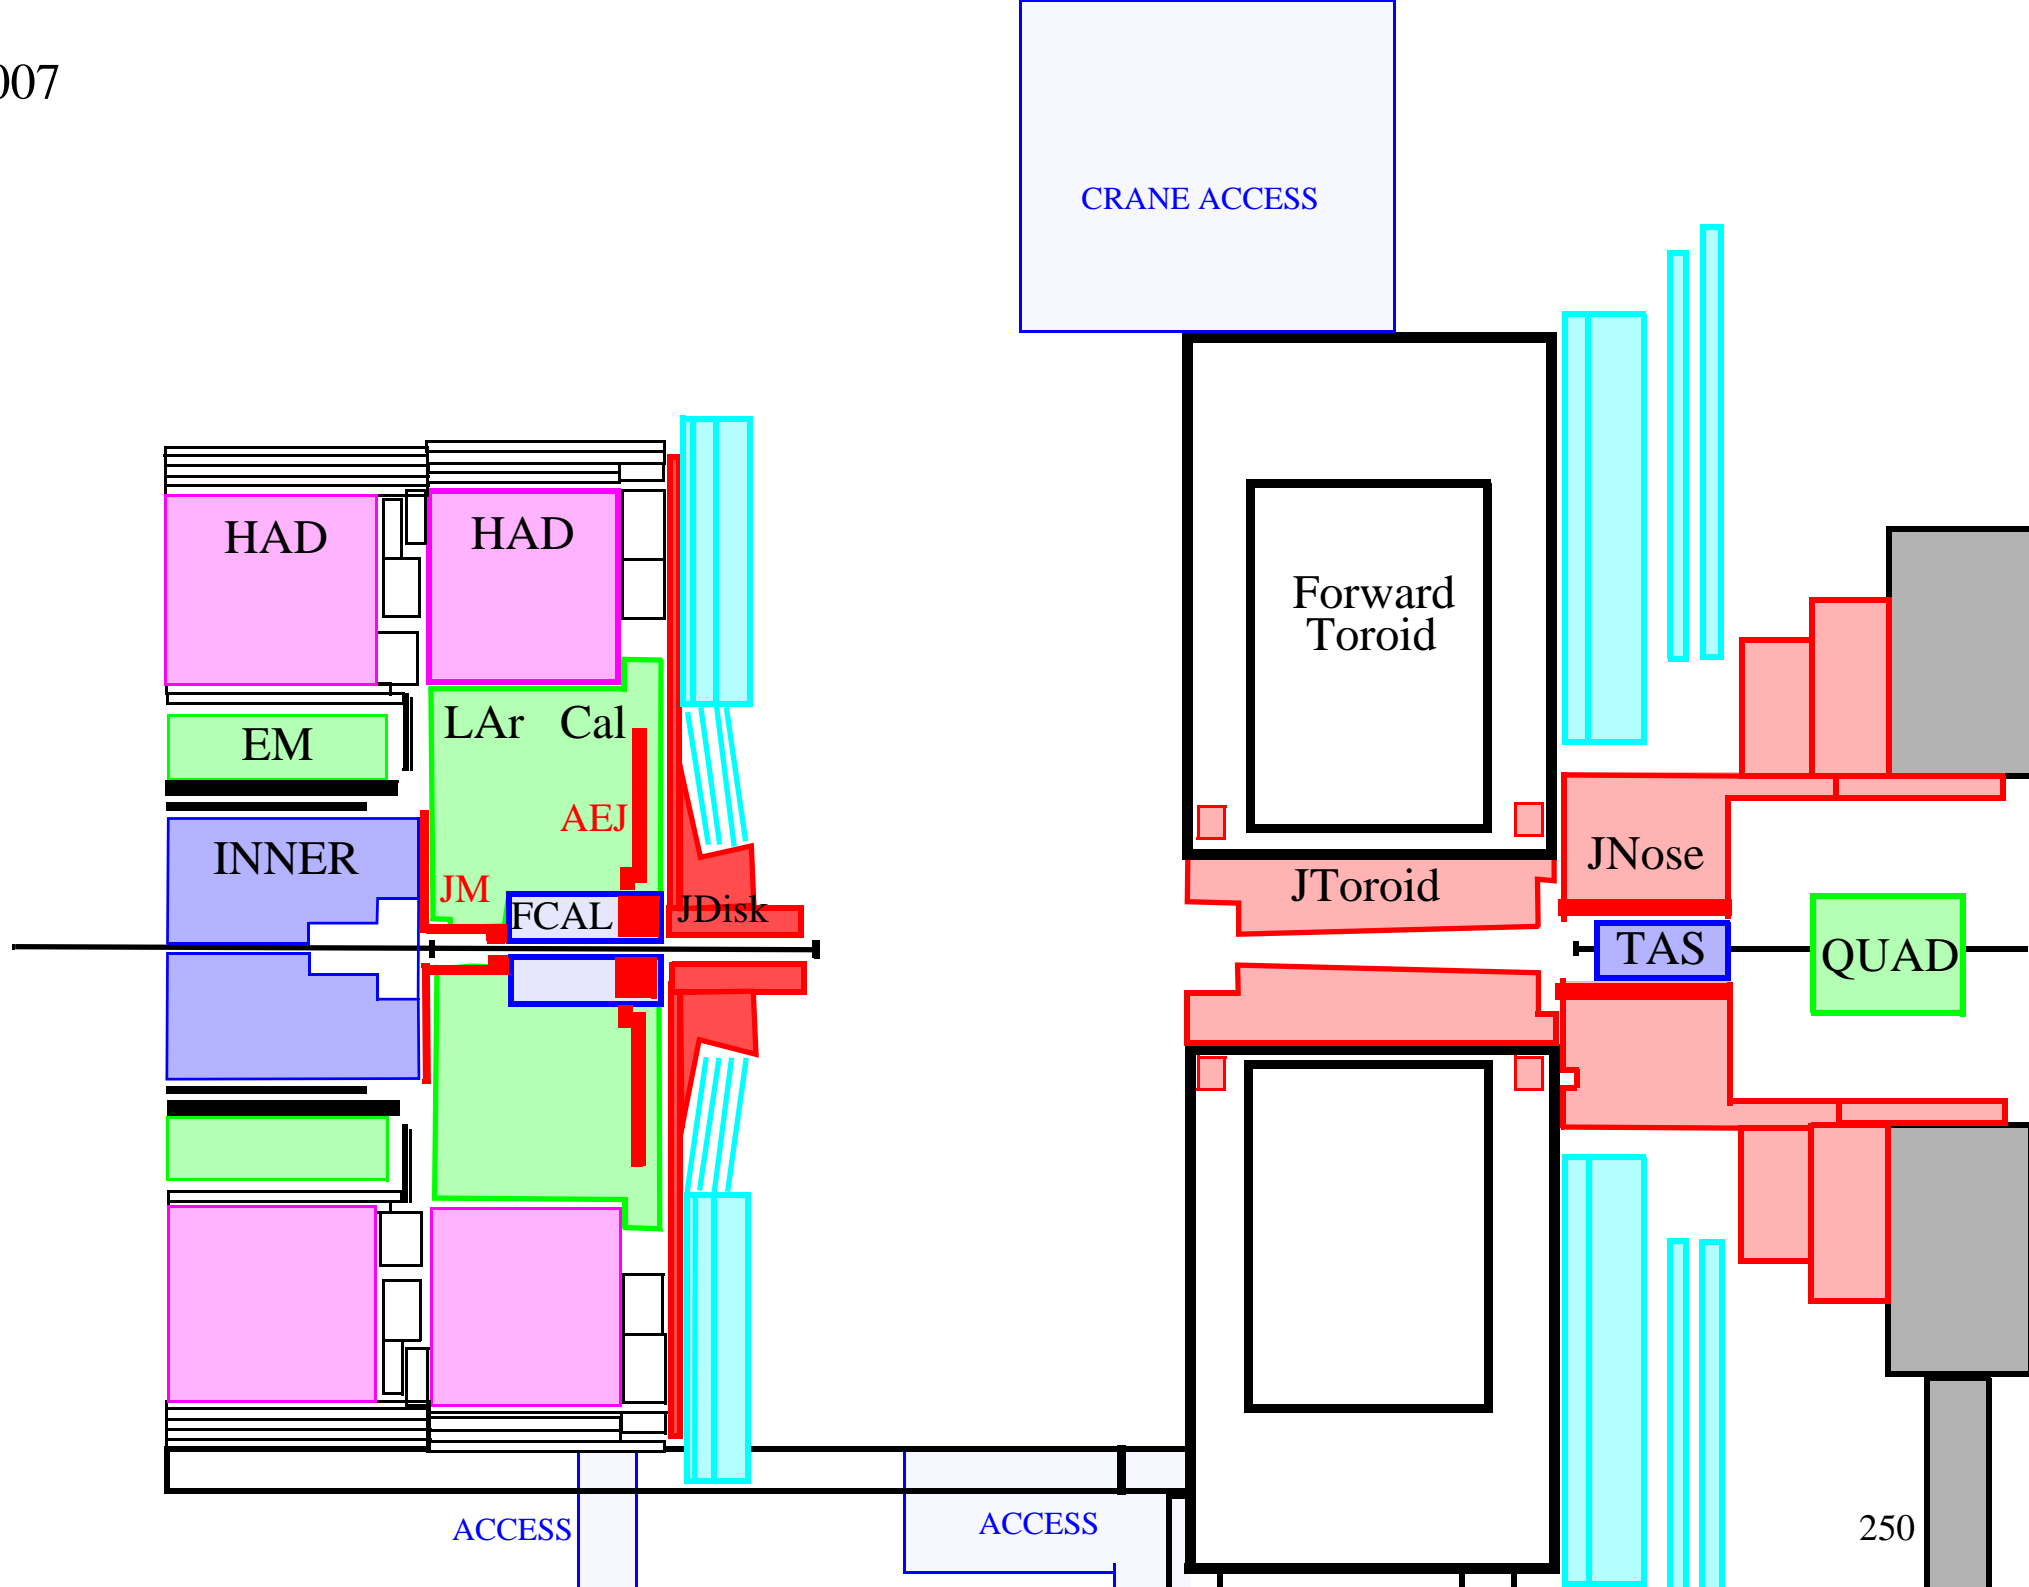 007
CRANE ACCESS
HAD
HAD
Forward
Toroid
LAr Cal
EM
AEJ
INNER
JM
FCAL
JDisk
JToroid
JNose
TAS
QUAD
ACCESS
ACCESS
250